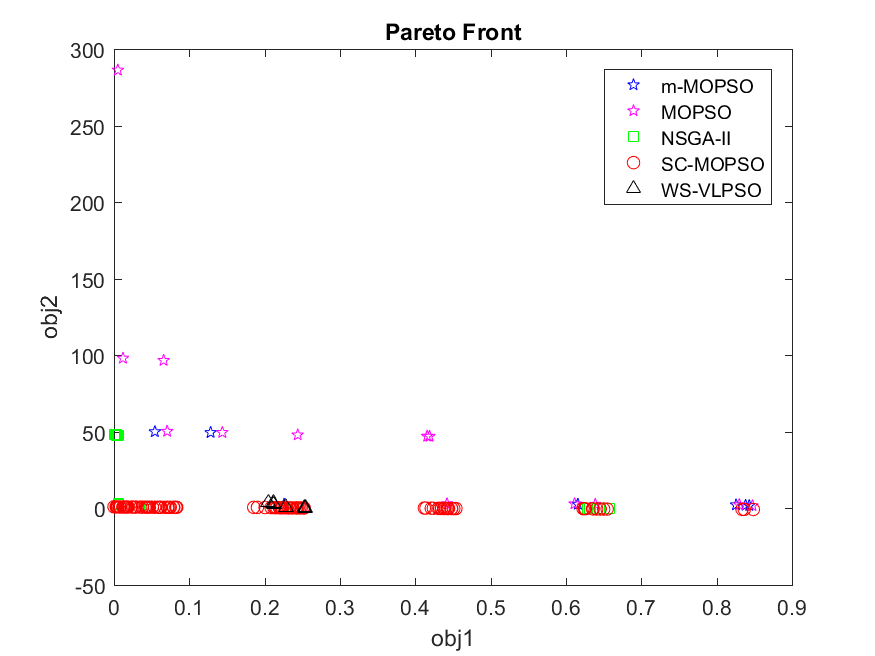 Pareto Front
300
250
200
150
100
50
0
-50
obj2
m-MOPSO
MOPSO
NSGA-II
SC-MOPSO
WS-VLPSO
0 0.1 0.2 0.3 0.4 0.5 0.6 0.7 0.8 0.9
obj1